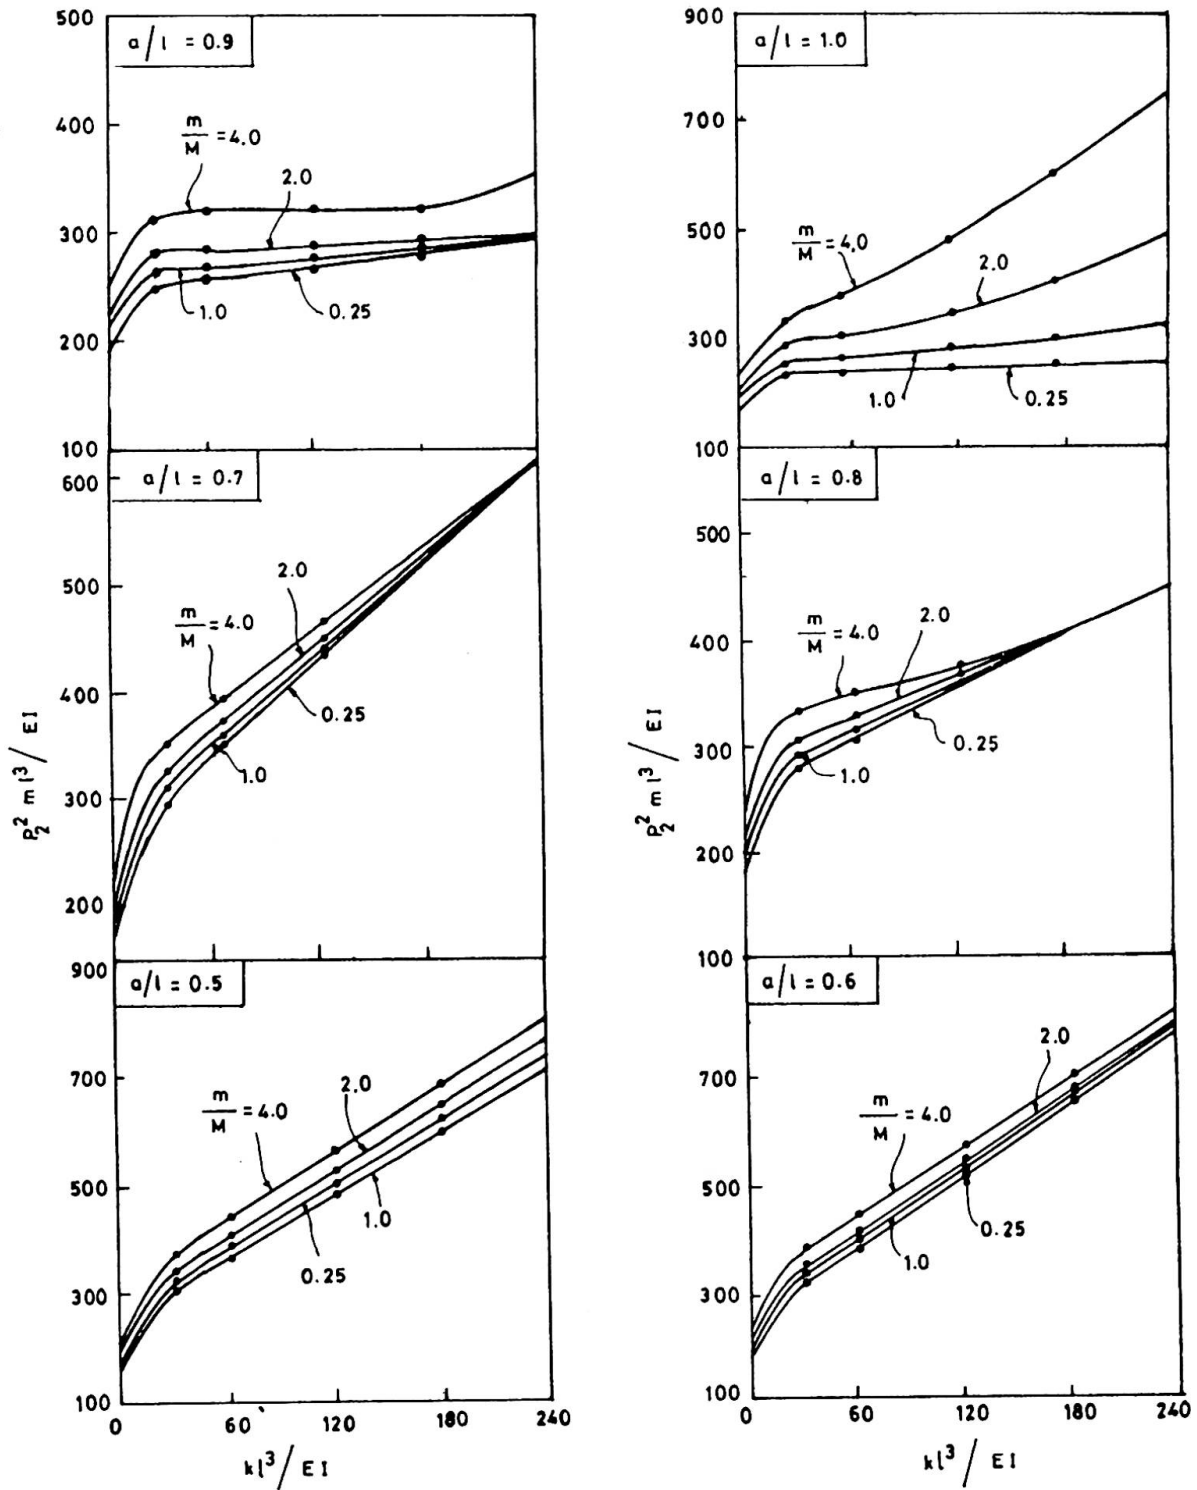 500
a/l = 0.9
400
m/M = 4.0
2.0
300
1.0
0.25
200
100
900
a/l = 1.0
700
500
m/M = 4.0
2.0
300
1.0
0.25
100
600
a/l = 0.7
500
2.0
m/M = 4.0
400
0.25
1.0
300
200
P₂² m l³ / EI
a/l = 0.8
500
m/M = 4.0
2.0
400
300
0.25
1.0
200
100
P₂² m l³ / EI
900
a/l = 0.5
700
m/M = 4.0
2.0
500
1.0
0.25
300
100
0 60 120 180 240
kl³ / EI
a/l = 0.6
700
2.0
m/M = 4.0
500
0.25
1.0
300
100
0 60 120 180 240
kl³ / EI